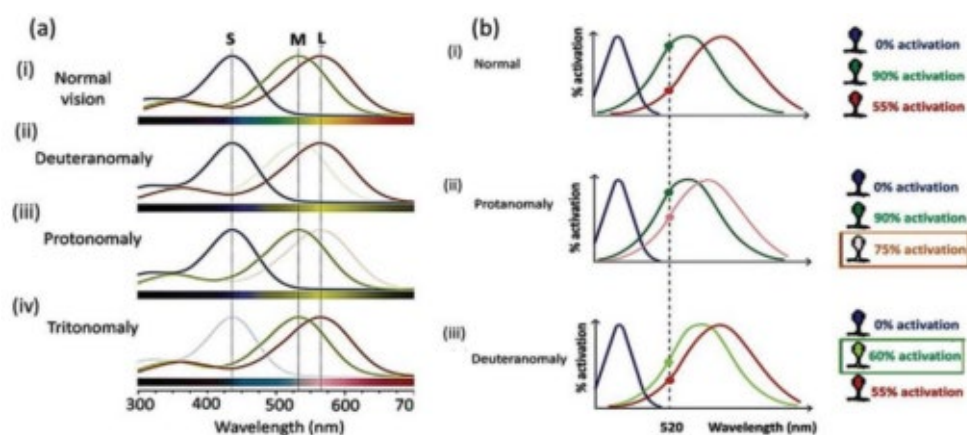 (a)
S M L
(i)
Normal
vision
(ii)
Deuteranomaly
(iii)
Protonomaly
(iv)
Tritonomaly
300 400 500 600 70
Wavelength (nm)
(b)
(i)
Normal
% activation
0% activation
90% activation
55% activation
(ii)
Protanomaly
% activation
0% activation
90% activation
75% activation
(iii)
Deuteranomaly
% activation
0% activation
60% activation
55% activation
520 Wavelength (nm)